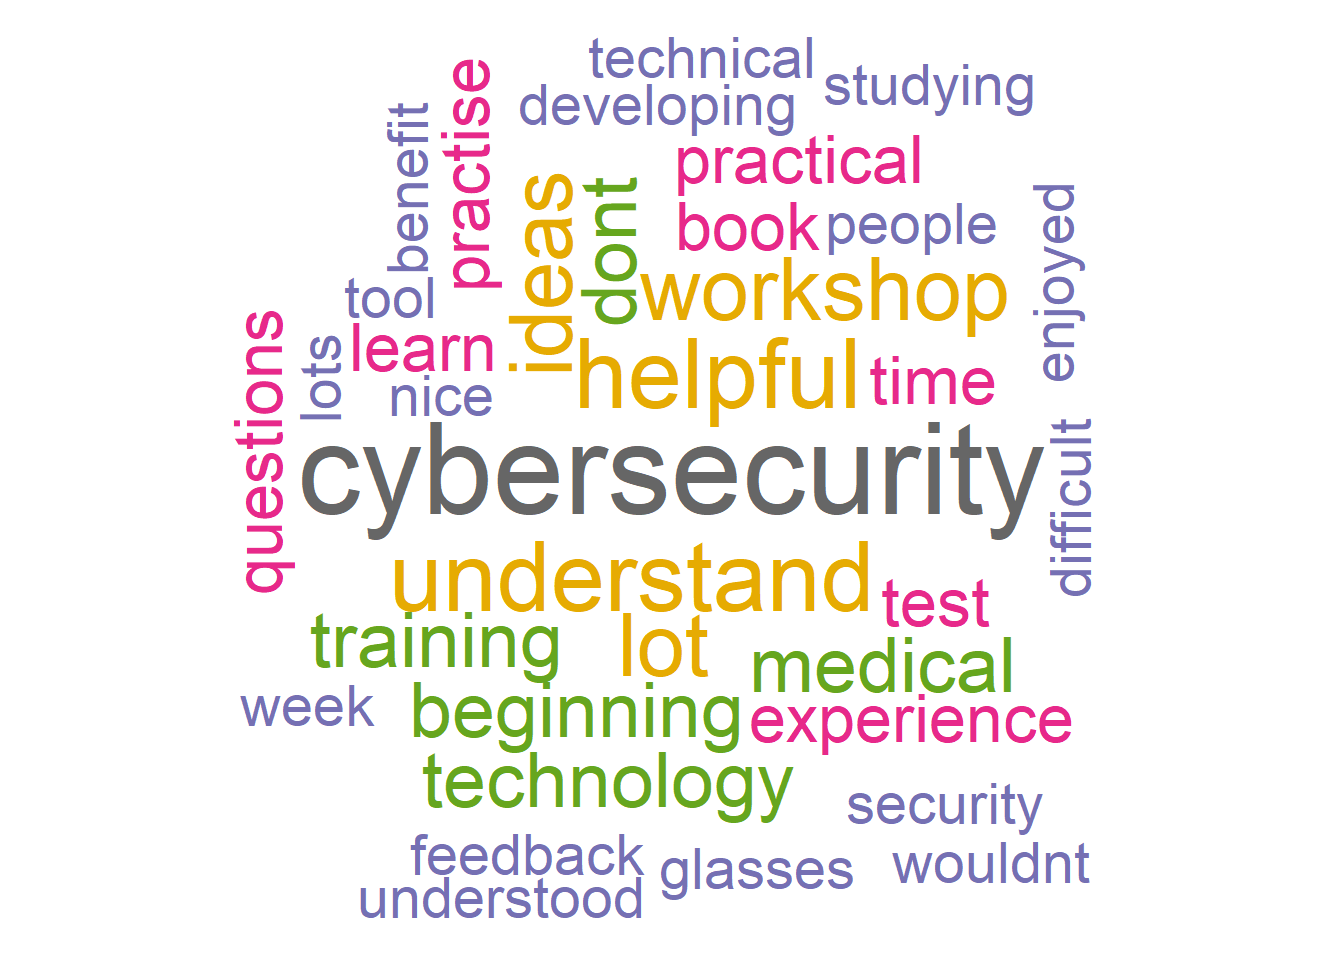 technical
studying
developing
benefit
practise
practical
ideas
dont
book
people
enjoyed
tool
workshop
questions
lots
learn
helpful
time
nice
cybersecurity
difficult
understand
test
training
lot
medical
week
beginning
experience
technology
security
feedback
glasses
wouldnt
understood